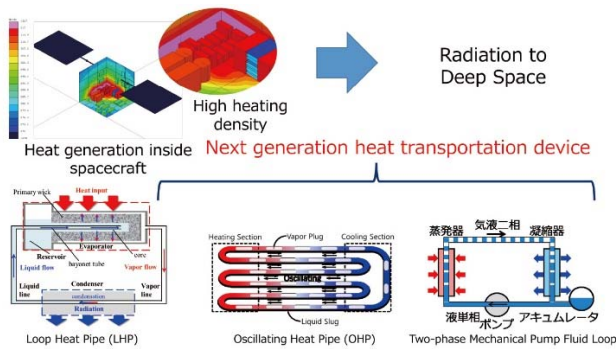 High heating
density
Heat generation inside
spacecraft
Radiation to
Deep Space
Next generation heat transportation device
Heat input
Primary wick
Evaporator
Reservoir
bayonet tube
core
Liquid flow
Vapor flow
Condenser
Liquid
line
condensation
Vapor
line
Radiation
Loop Heat Pipe (LHP)
Heating Section
Vapor Plug
Cooling Section
Oscillating
Liquid Slug
Oscillating Heat Pipe (OHP)
蒸発器
気液二相
凝縮器
液単相
ポンプ
アキュムレータ
Two-phase Mechanical Pump Fluid Loop